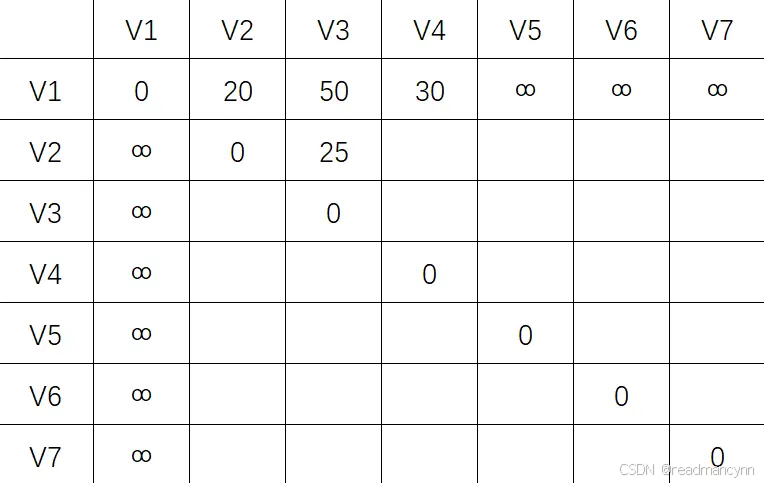 V1 V2 V3 V4 V5 V6 V7
V1 0 20 50 30 ∞ ∞ ∞
V2 ∞ 0 25
V3 ∞ 0
V4 ∞ 0
V5 ∞ 0
V6 ∞ 0
V7 ∞ 0
CSDN @readmancynn